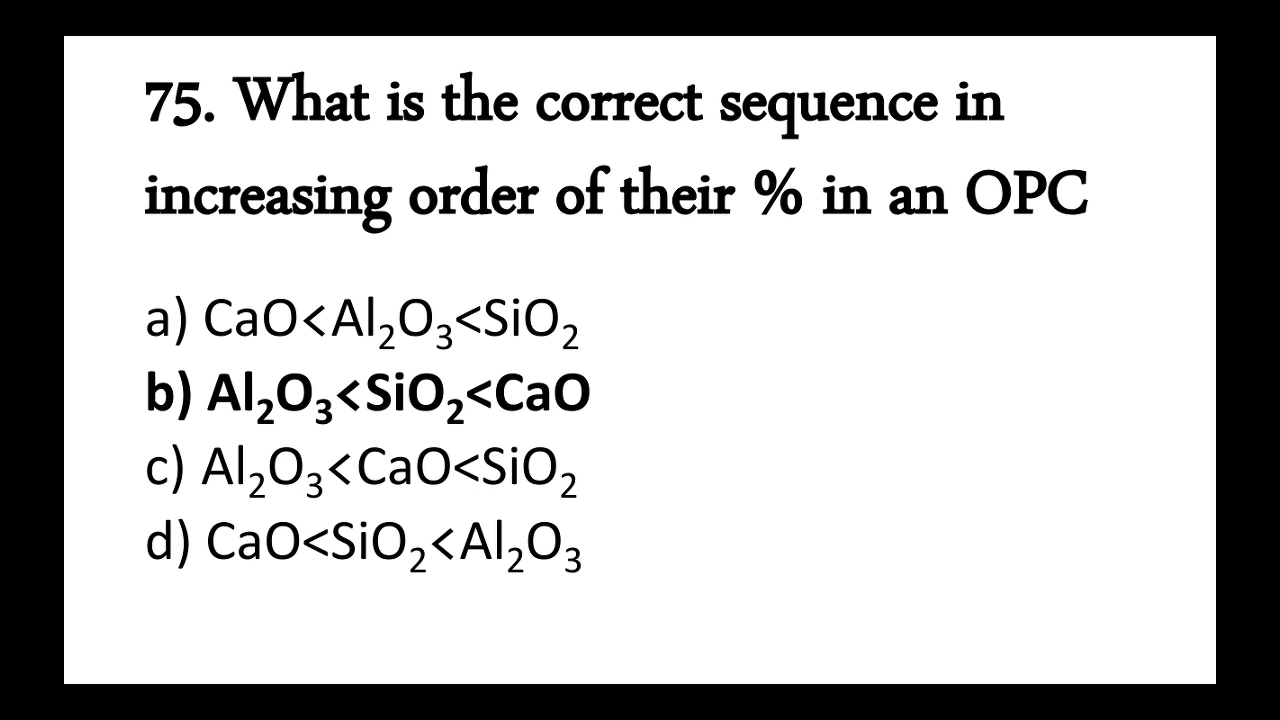 75. What is the correct sequence in
increasing order of their % in an OPC
a) CaO<Al₂O₃<SiO₂
b) Al₂O₃<SiO₂<CaO
c) Al₂O₃<CaO<SiO₂
d) CaO<SiO₂<Al₂O₃